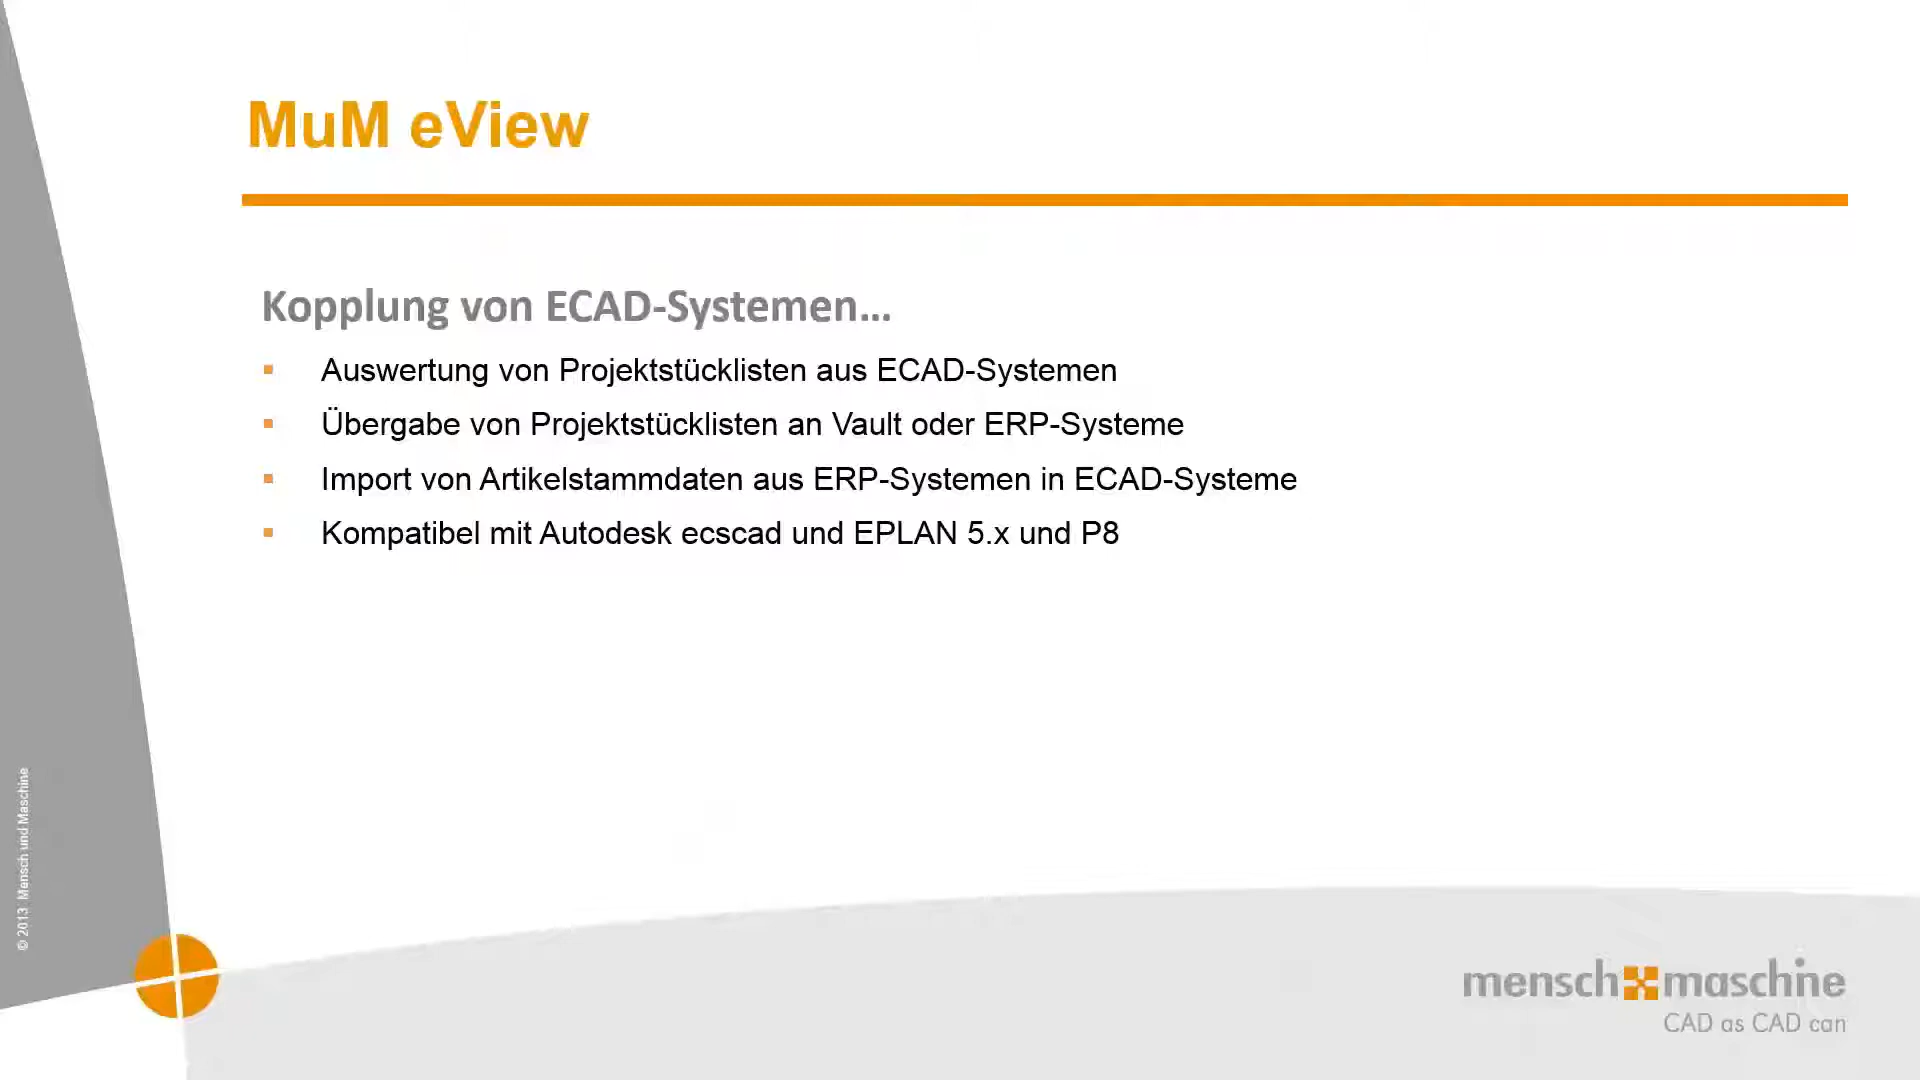 MuM eView
Kopplung von ECAD-Systemen...
▪ Auswertung von Projektstücklisten aus ECAD-Systemen
▪ Übergabe von Projektstücklisten an Vault oder ERP-Systeme
▪ Import von Artikelstammdaten aus ERP-Systemen in ECAD-Systeme
▪ Kompatibel mit Autodesk ecscad und EPLAN 5.x und P8
© 2013 Mensch und Maschine
mensch maschine
CAD as CAD can